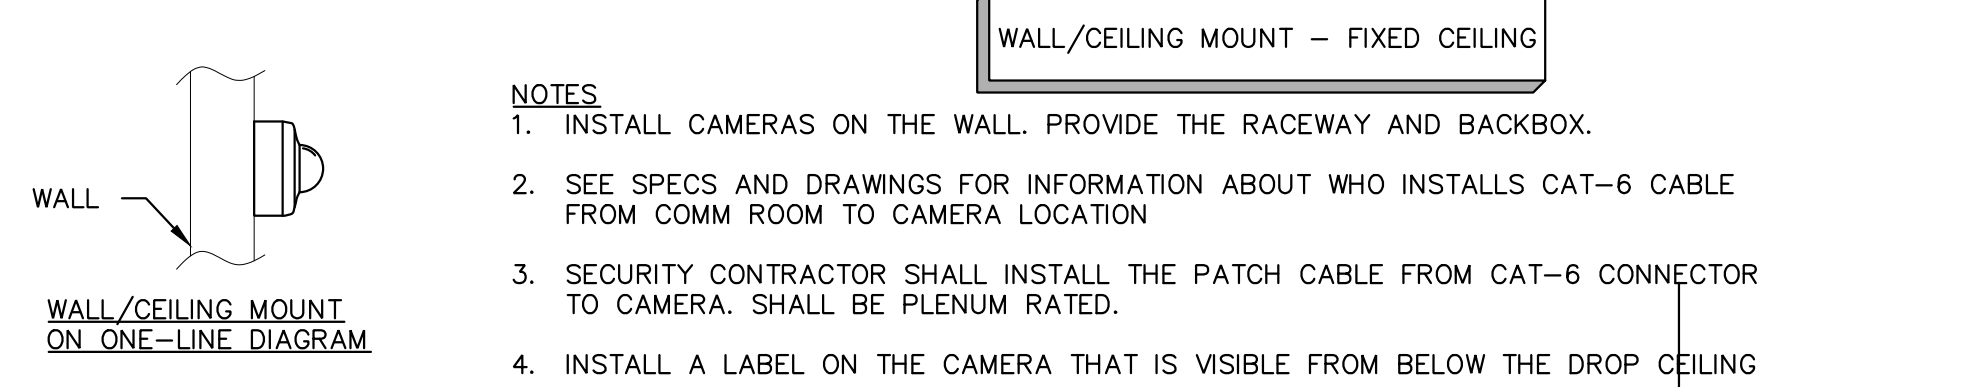 WALL/CEILING MOUNT – FIXED CEILING
NOTES
1. INSTALL CAMERAS ON THE WALL. PROVIDE THE RACEWAY AND BACKBOX.
2. SEE SPECS AND DRAWINGS FOR INFORMATION ABOUT WHO INSTALLS CAT–6 CABLE
FROM COMM ROOM TO CAMERA LOCATION
3. SECURITY CONTRACTOR SHALL INSTALL THE PATCH CABLE FROM CAT–6 CONNECTOR
TO CAMERA. SHALL BE PLENUM RATED.
4. INSTALL A LABEL ON THE CAMERA THAT IS VISIBLE FROM BELOW THE DROP CEILING
WALL
WALL/CEILING MOUNT
ON ONE–LINE DIAGRAM